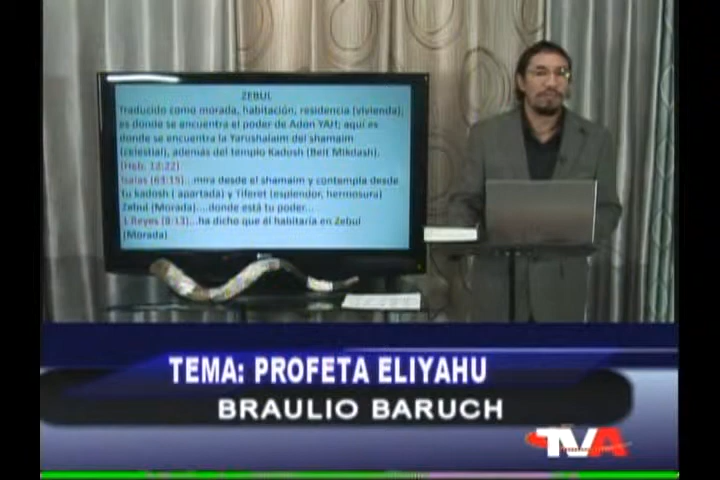 ZEBUL
Traducido como morada, habitación, residencia (vivienda);
es donde se encuentra el poder de Adon YAH; aquí es
donde se encuentra la Yarushalaim del shamaim
(celestial), además del templo Kadosh (Beit Mikdash).
(Heb. 12:22)
Isaías (63:15)...mira desde el shamaim y contempla desde
tu kadosh ( apartada) y Tiferet (esplendor, hermosura)
Zebul (Morada)....donde está tu poder...
1 Reyes (8:13)...ha dicho que él habitaría en Zebul
(Morada)
TEMA: PROFETA ELIYAHU
BRAULIO BARUCH
TVA